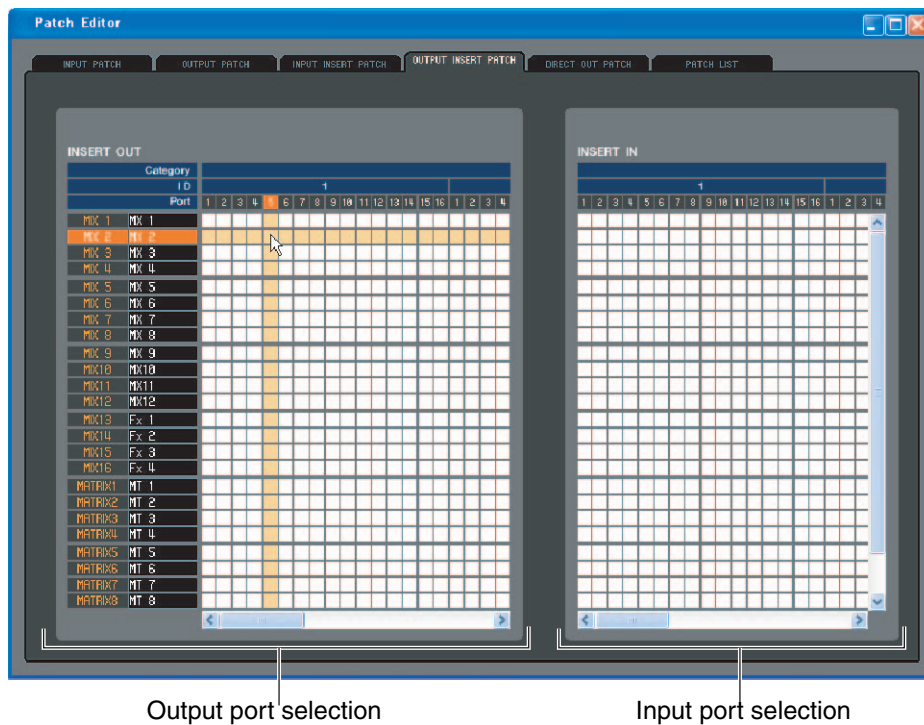 Patch Editor
INPUT PATCH OUTPUT PATCH INPUT INSERT PATCH OUTPUT INSERT PATCH DIRECT OUT PATCH PATCH LIST
INSERT OUT
Category
ID 1
Port 1 2 3 4 5 6 7 8 9 10 11 12 13 14 15 16 1 2 3 4
MIX 1 MX 1
MIX 2 MX 2
MIX 3 MX 3
MIX 4 MX 4
MIX 5 MX 5
MIX 6 MX 6
MIX 7 MX 7
MIX 8 MX 8
MIX 9 MX 9
MIX10 MX10
MIX11 MX11
MIX12 MX12
MIX13 Fx 1
MIX14 Fx 2
MIX15 Fx 3
MIX16 Fx 4
MATRIX1 MT 1
MATRIX2 MT 2
MATRIX3 MT 3
MATRIX4 MT 4
MATRIX5 MT 5
MATRIX6 MT 6
MATRIX7 MT 7
MATRIX8 MT 8
INSERT IN
1
1 2 3 4 5 6 7 8 9 10 11 12 13 14 15 16 1 2 3 4
Output port selection
Input port selection